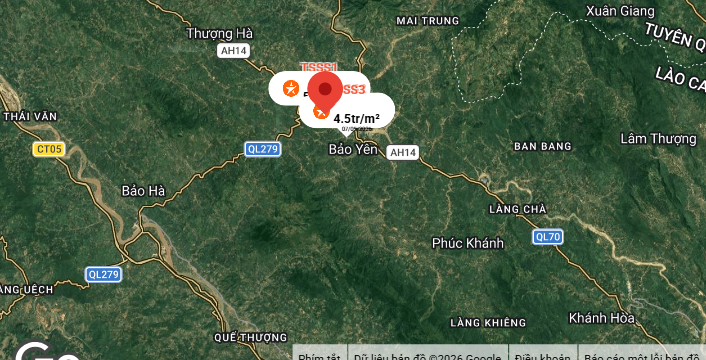 Xuân Giang
MAI TRUNG
Thượng Hà
AH14
TUYÊN Q
LÀO CA
TSSS1
SS3
4.5tr/m²
THÁI VĂN
CT05
QL279
Bảo Yên
AH14
BAN BANG
Lâm Thượng
Bảo Hà
LÀNG CHÀ
QL70
Phúc Khánh
QL279
ÀNG UỆCH
LÀNG KHIÊNG
Khánh Hòa
QUẾ THƯỢNG
Go
Phím tắt
Dữ liệu bản đồ ©2026 Google
Điều khoản
Báo cáo một lỗi bản đồ